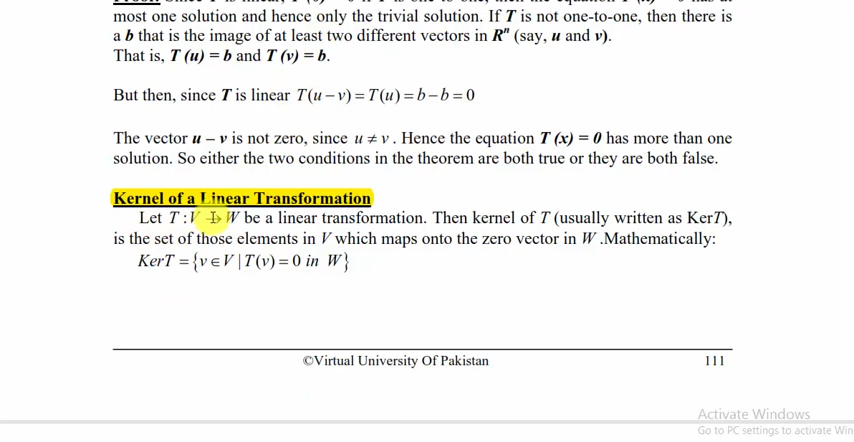 most one solution and hence only the trivial solution. If T is not one-to-one, then there is
a b that is the image of at least two different vectors in Rⁿ (say, u and v).
That is, T (u) = b and T (v) = b.
But then, since T is linear T(u − v) = T(u) = b − b = 0
The vector u – v is not zero, since u ≠ v . Hence the equation T (x) = 0 has more than one
solution. So either the two conditions in the theorem are both true or they are both false.
Kernel of a Linear Transformation
Let T : V → W be a linear transformation. Then kernel of T (usually written as KerT),
is the set of those elements in V which maps onto the zero vector in W .Mathematically:
KerT = {v ∈ V | T(v) = 0 in W}
©Virtual University Of Pakistan 111
Activate Windows
Go to PC settings to activate Win